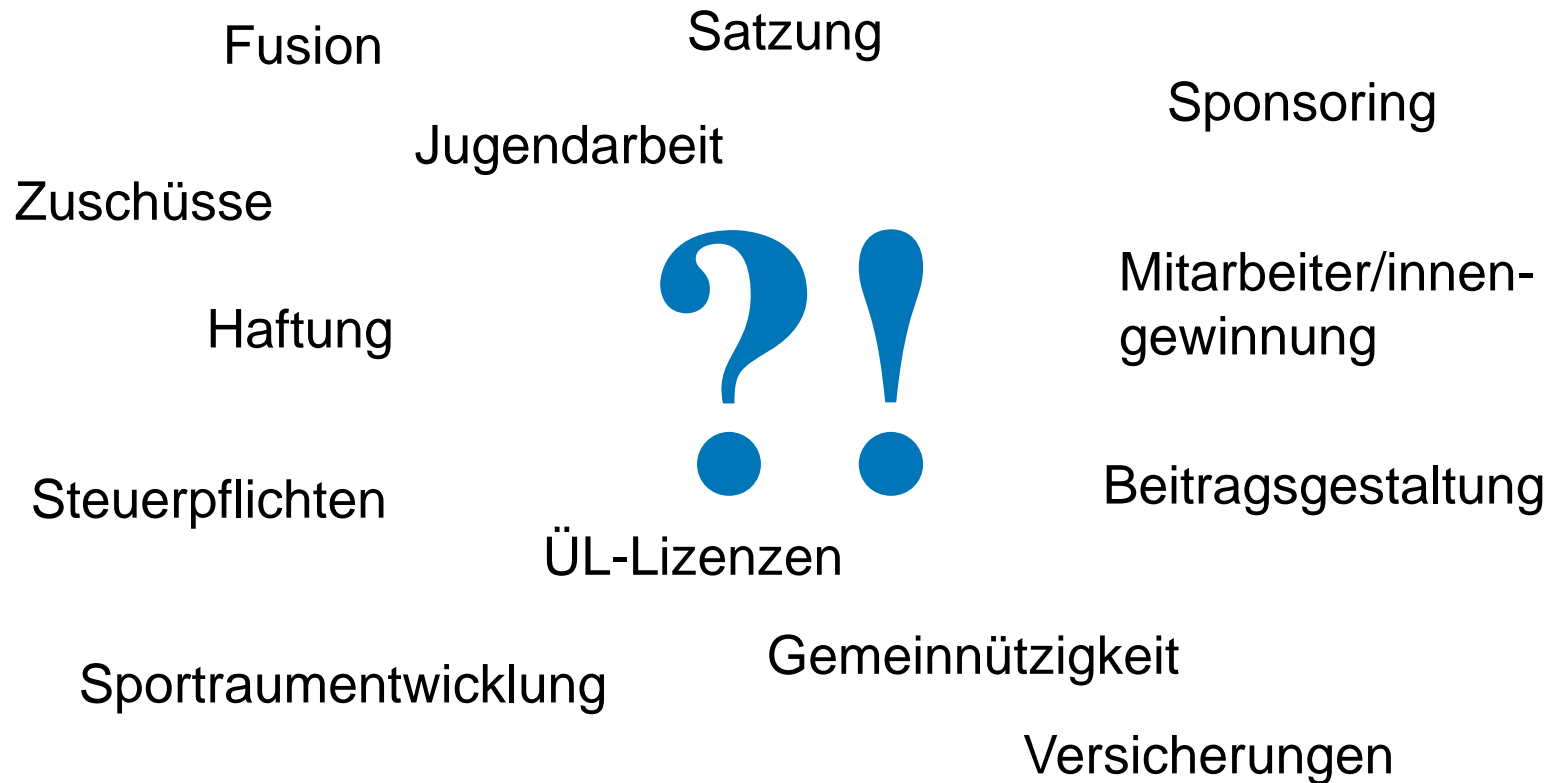 Fusion
Satzung
Sponsoring
Jugendarbeit
Zuschüsse
?!
Mitarbeiter/innen-
gewinnung
Haftung
Steuerpflichten
Beitragsgestaltung
ÜL-Lizenzen
Gemeinnützigkeit
Sportraumentwicklung
Versicherungen